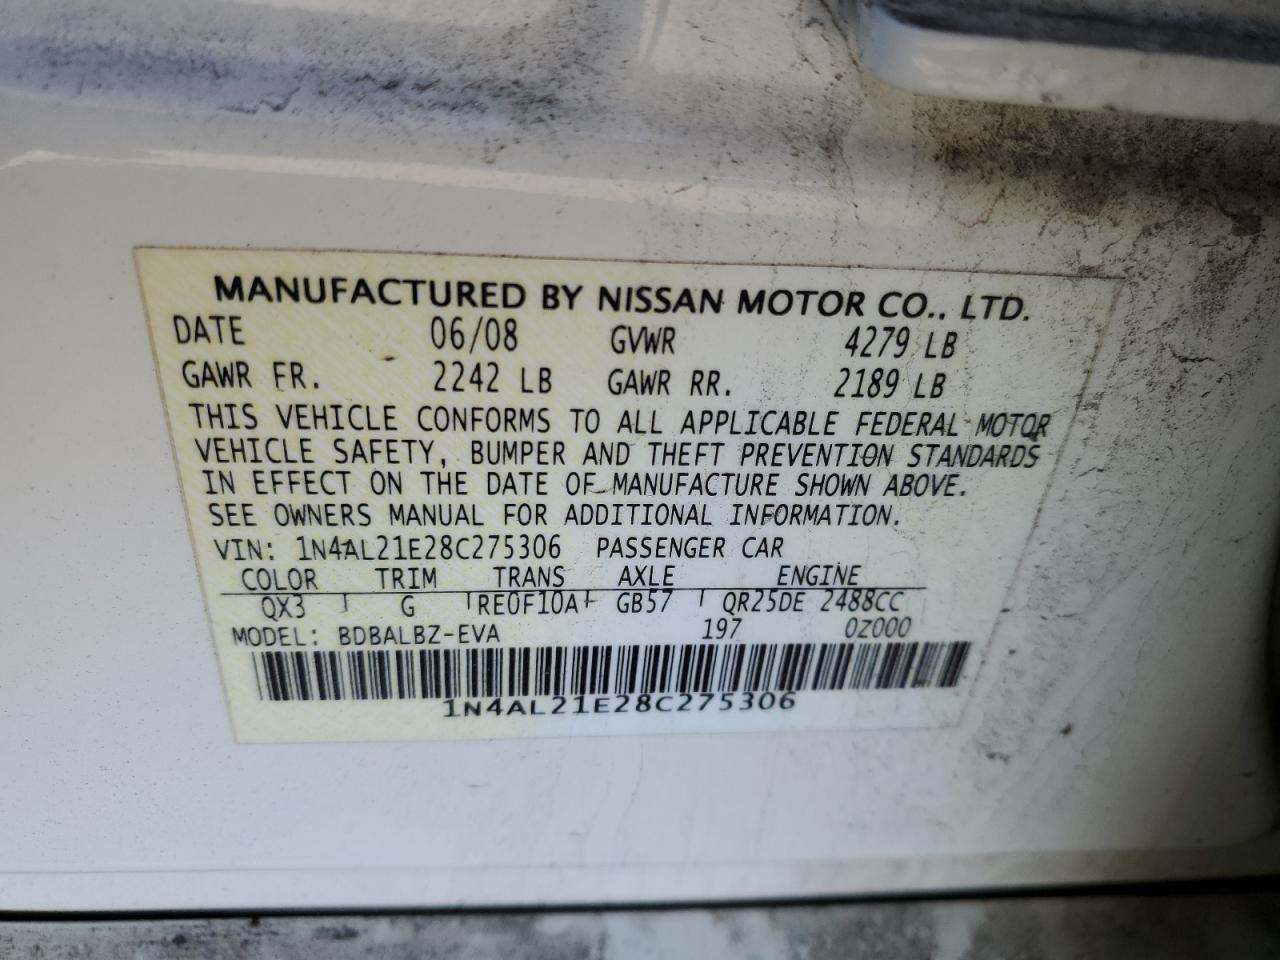 MANUFACTURED BY NISSAN MOTOR CO., LTD.
DATE 06/08 GVWR 4279 LB
GAWR FR. 2242 LB GAWR RR. 2189 LB
THIS VEHICLE CONFORMS TO ALL APPLICABLE FEDERAL MOTOR
VEHICLE SAFETY, BUMPER AND THEFT PREVENTION STANDARDS
IN EFFECT ON THE DATE OF MANUFACTURE SHOWN ABOVE.
SEE OWNERS MANUAL FOR ADDITIONAL INFORMATION.
VIN: 1N4AL21E28C275306 PASSENGER CAR
COLOR TRIM TRANS AXLE ENGINE
QX3 G RE0F10A GB57 QR25DE 2488CC
MODEL: BDBALBZ-EVA 197 0Z000
1N4AL21E28C275306